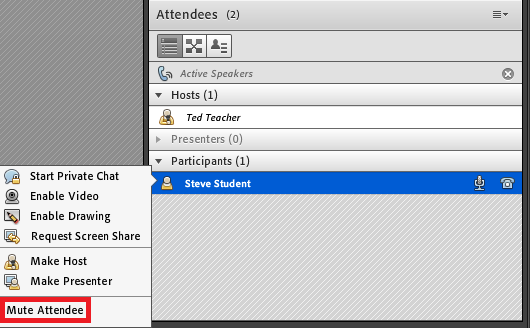 Attendees (2)
Active Speakers
Hosts (1)
Ted Teacher
Presenters (0)
Participants (1)
Steve Student
Start Private Chat
Enable Video
Enable Drawing
Request Screen Share
Make Host
Make Presenter
Mute Attendee